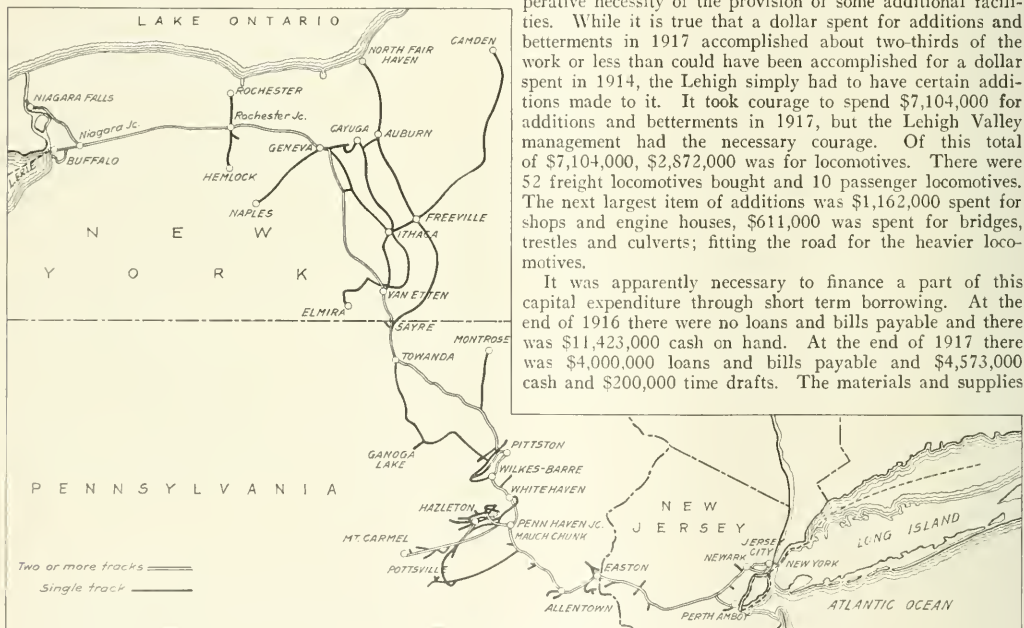 perative necessity of the provision of some additional facili-
ties. While it is true that a dollar spent for additions and
betterments in 1917 accomplished about two-thirds of the
work or less than could have been accomplished for a dollar
spent in 1914, the Lehigh simply had to have certain addi-
tions made to it. It took courage to spend $7,104,000 for
additions and betterments in 1917, but the Lehigh Valley
management had the necessary courage. Of this total
of $7,104,000, $2,872,000 was for locomotives. There were
52 freight locomotives bought and 10 passenger locomotives.
The next largest item of additions was $1,162,000 spent for
shops and engine houses, $611,000 was spent for bridges,
trestles and culverts; fitting the road for the heavier loco-
motives.
It was apparently necessary to finance a part of this
capital expenditure through short term borrowing. At the
end of 1916 there were no loans and bills payable and there
was $11,423,000 cash on hand. At the end of 1917 there
was $4,000,000 loans and bills payable and $4,573,000
cash and $200,000 time drafts. The materials and supplies
LAKE ONTARIO
NORTH FAIR
HAVEN
CAMDEN
ROCHESTER
NIAGARA FALLS
Rochester Jc.
Niagara Jc.
CAYUGA
AUBURN
GENEVA
BUFFALO
ERIE
HEMLOCK
NAPLES
FREEVILLE
NEW
ITHACA
YORK
VAN ETTEN
ELMIRA
SAYRE
MONTROSE
TOWANDA
PITTSTON
GANOGA
LAKE
WILKES-BARRE
WHITEHAVEN
PENNSYLVANIA
HAZLETON
NEW
JERSEY
PENN HAVEN JC.
MAUCH CHUNK
LONG ISLAND
MT. CARMEL
JERSEY
CITY
NEWARK
NEW YORK
POTTSVILLE
EASTON
Two or more tracks
Single track
ALLENTOWN
PERTH AMBOY
ATLANTIC OCEAN